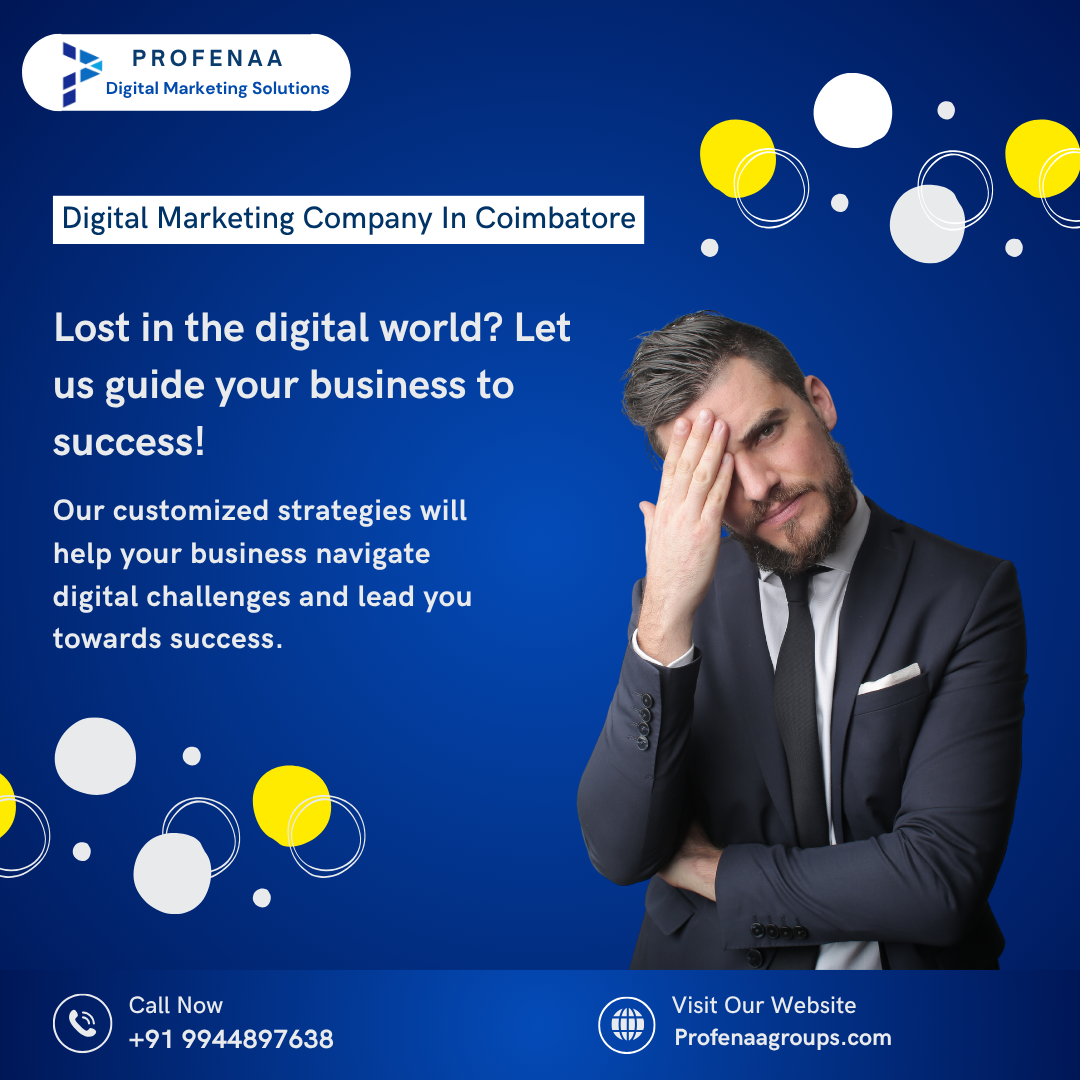 PROFENAA
Digital Marketing Solutions
Digital Marketing Company In Coimbatore
Lost in the digital world? Let
us guide your business to
success!
Our customized strategies will
help your business navigate
digital challenges and lead you
towards success.
Call Now
+91 9944897638
Visit Our Website
Profenaagroups.com